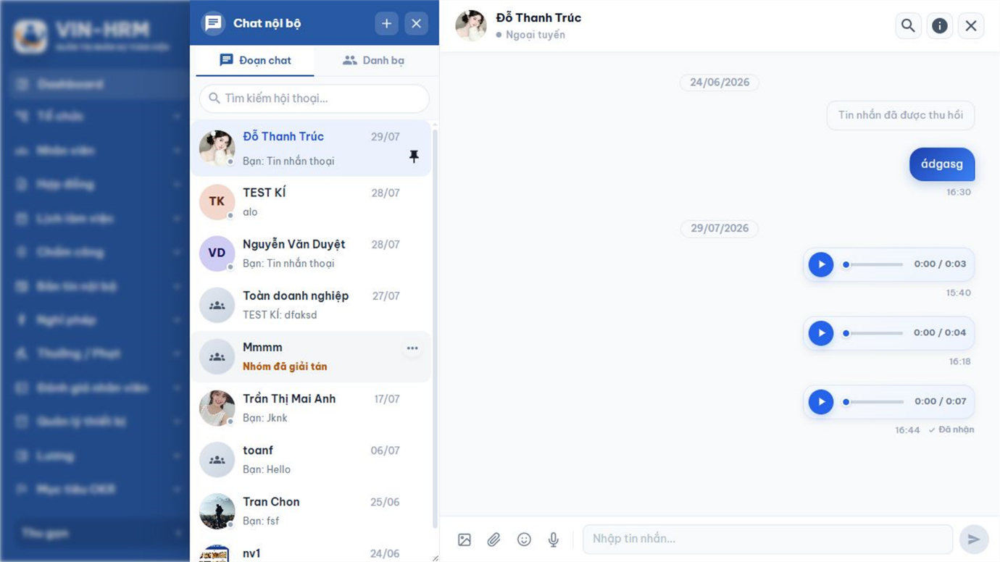 VIN-HRM
Dashboard
Tổ chức
Nhân viên
Hợp đồng
Lịch làm việc
Chấm công
Bản tin nội bộ
Nghỉ phép
Thưởng / Phạt
Đánh giá nhân viên
Quản lý thiết bị
Lương
Mục tiêu OKR
Thu gọn
Chat nội bộ
Đoạn chat
Danh bạ
Tìm kiếm hội thoại...
Đỗ Thanh Trúc 29/07
Bạn: Tin nhắn thoại
TK
TEST KÍ 28/07
alo
VD
Nguyễn Văn Duyệt 28/07
Bạn: Tin nhắn thoại
Toàn doanh nghiệp 27/07
TEST KÍ: dfaksd
Mmmm
Nhóm đã giải tán
Trần Thị Mai Anh 17/07
Bạn: Jknk
toanf 06/07
Bạn: Hello
Tran Chon 25/06
Bạn: fsf
nv1 24/06
Đỗ Thanh Trúc
Ngoại tuyến
24/06/2026
Tin nhắn đã được thu hồi
ádgasg
16:30
29/07/2026
0:00 / 0:03
15:40
0:00 / 0:04
16:18
0:00 / 0:07
16:44 ✓ Đã nhận
Nhập tin nhắn...